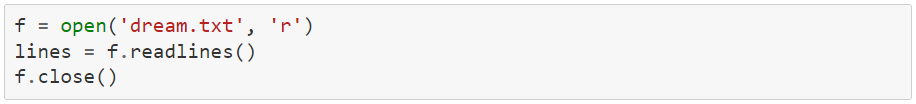 f = open('dream.txt', 'r')
lines = f.readlines()
f.close()